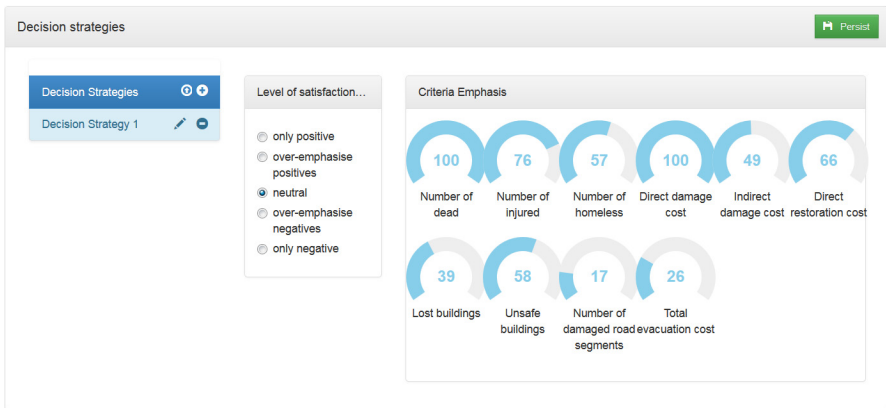 Decision strategies
Persist
Decision Strategies
Decision Strategy 1
Level of satisfaction...
only positive
over-emphasise
positives
neutral
over-emphasise
negatives
only negative
Criteria Emphasis
100
76
57
100
49
66
Number of
dead
Number of
injured
Number of
homeless
Direct damage
cost
Indirect
damage cost
Direct
restoration cost
39
58
17
26
Lost buildings
Unsafe
buildings
Number of
damaged road
segments
Total
evacuation cost